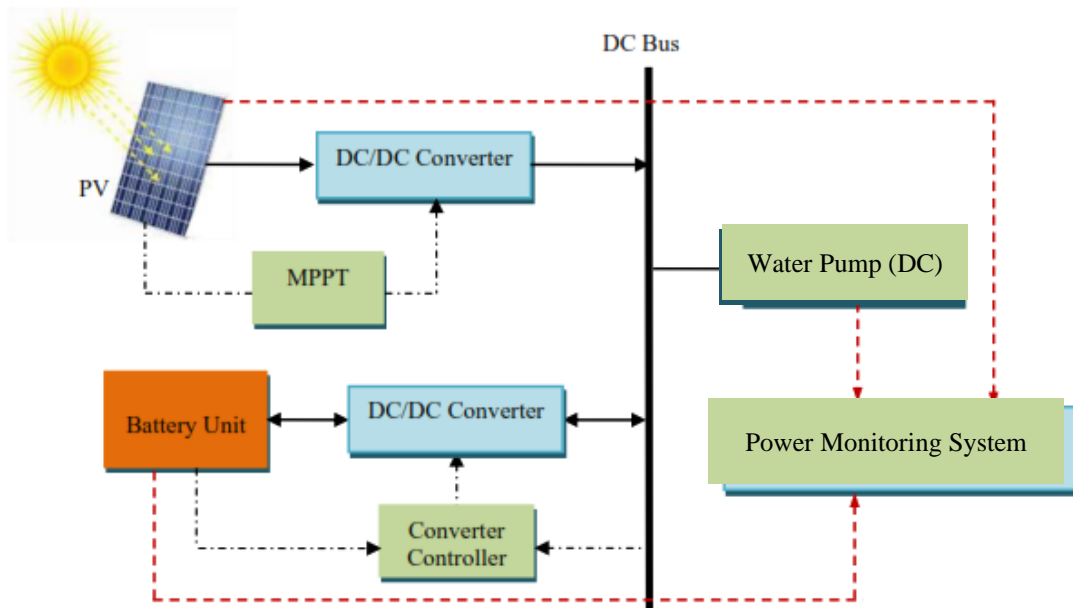 DC Bus
DC/DC Converter
PV
MPPT
Water Pump (DC)
Battery Unit
DC/DC Converter
Power Monitoring System
Converter
Controller